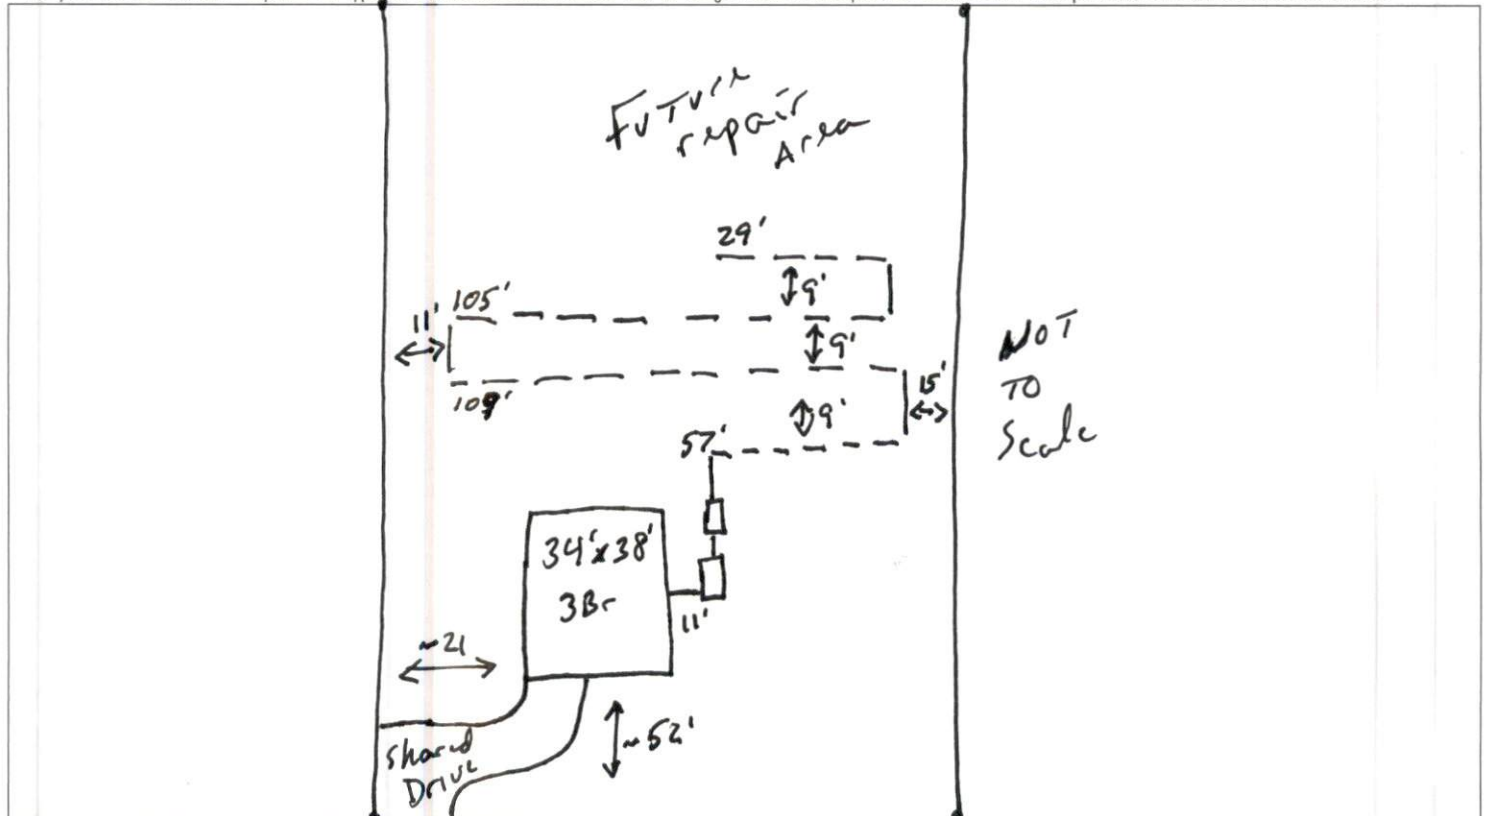 Future
repair
Area
29'
9'
105'
11'
9'
109'
15'
9'
57'
NOT
TO
Scale
34'x38'
3Br
11'
~21
~52'
Shared
Drive